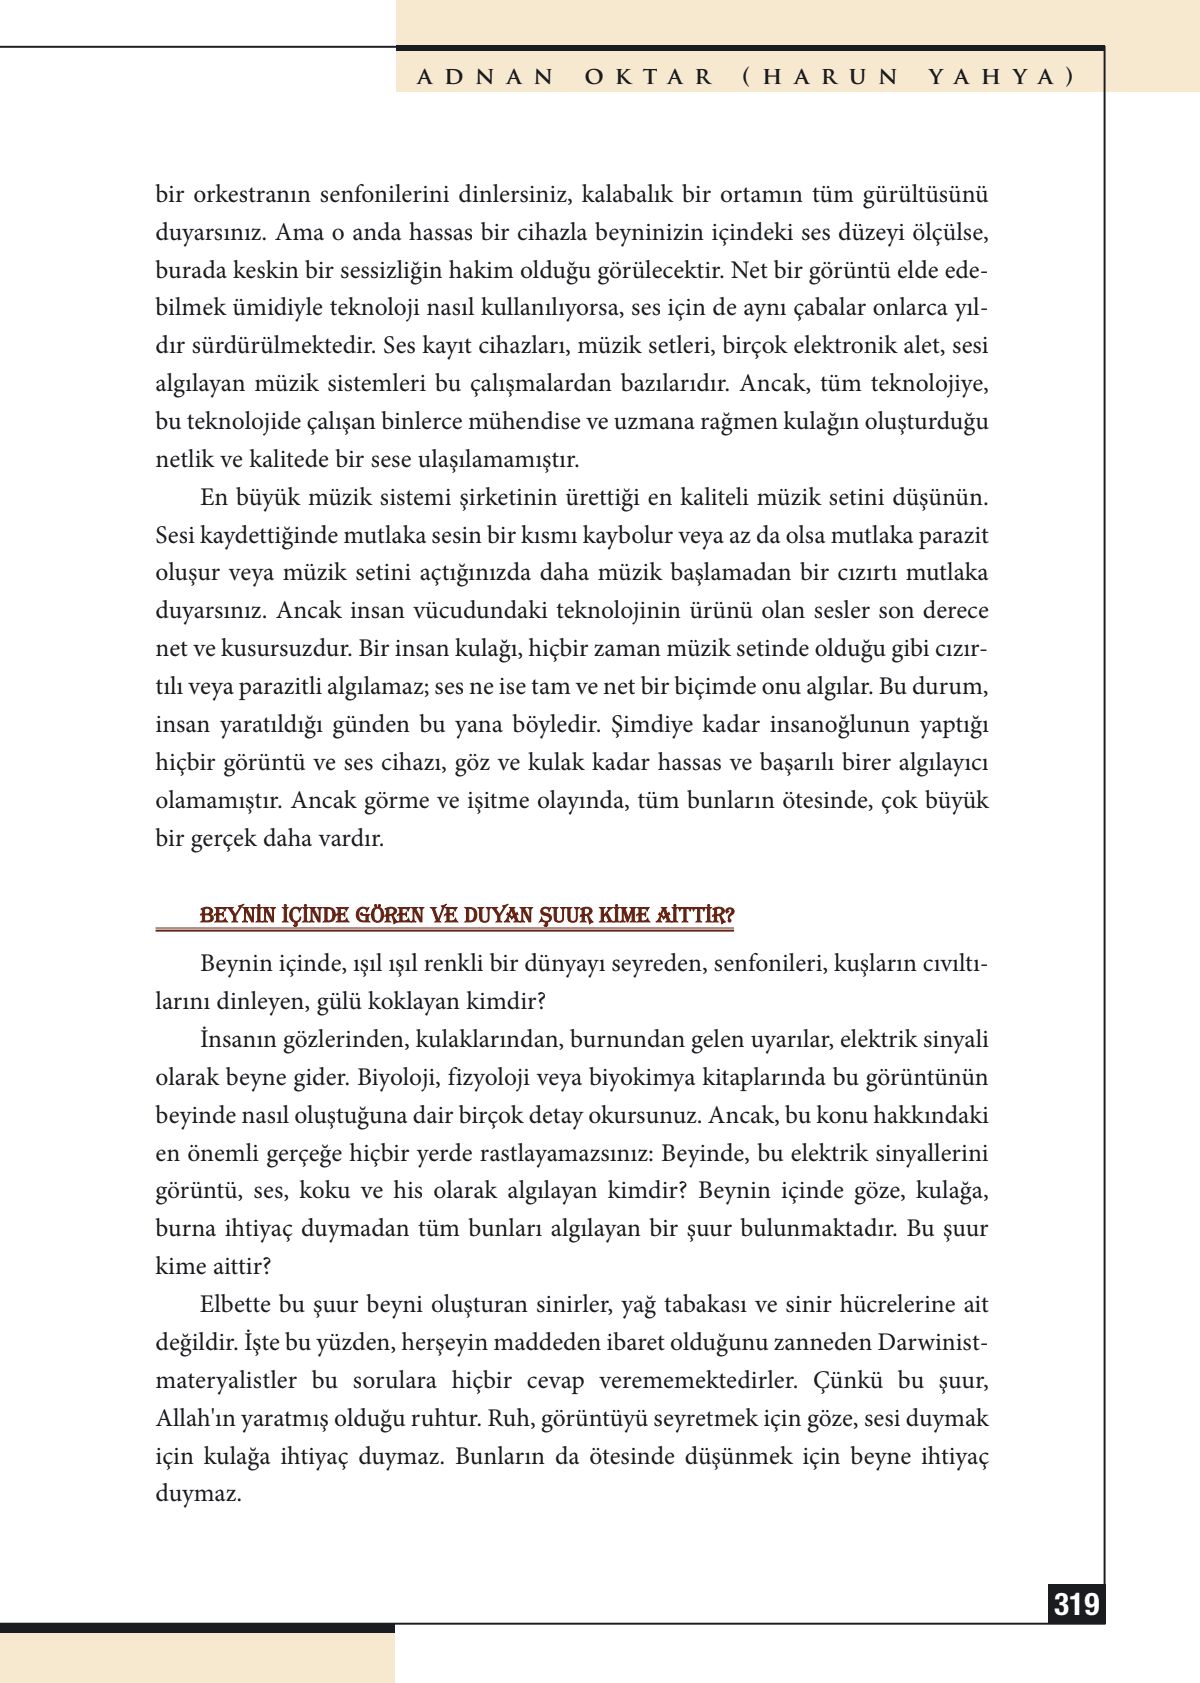 ADNAN OKTAR (HARUN YAHYA)
bir orkestranın senfonilerini dinlersiniz, kalabalık bir ortamın tüm gürültüsünü
duyarsınız. Ama o anda hassas bir cihazla beyninizin içindeki ses düzeyi ölçülse,
burada keskin bir sessizliğin hakim olduğu görülecektir. Net bir görüntü elde ede-
bilmek ümidiyle teknoloji nasıl kullanılıyorsa, ses için de aynı çabalar onlarca yıl-
dır sürdürülmektedir. Ses kayıt cihazları, müzik setleri, birçok elektronik alet, sesi
algılayan müzik sistemleri bu çalışmalardan bazılarıdır. Ancak, tüm teknolojiye,
bu teknolojide çalışan binlerce mühendise ve uzmana rağmen kulağın oluşturduğu
netlik ve kalitede bir sese ulaşılamamıştır.
En büyük müzik sistemi şirketinin ürettiği en kaliteli müzik setini düşünün.
Sesi kaydettiğinde mutlaka sesin bir kısmı kaybolur veya az da olsa mutlaka parazit
oluşur veya müzik setini açtığınızda daha müzik başlamadan bir cızırtı mutlaka
duyarsınız. Ancak insan vücudundaki teknolojinin ürünü olan sesler son derece
net ve kusursuzdur. Bir insan kulağı, hiçbir zaman müzik setinde olduğu gibi cızır-
tılı veya parazitli algılamaz; ses ne ise tam ve net bir biçimde onu algılar. Bu durum,
insan yaratıldığı günden bu yana böyledir. Şimdiye kadar insanoğlunun yaptığı
hiçbir görüntü ve ses cihazı, göz ve kulak kadar hassas ve başarılı birer algılayıcı
olamamıştır. Ancak görme ve işitme olayında, tüm bunların ötesinde, çok büyük
bir gerçek daha vardır.
BEYNİN İÇİNDE GÖREN VE DUYAN ŞUUR KİME AİTTİR?
Beynin içinde, ışıl ışıl renkli bir dünyayı seyreden, senfonileri, kuşların cıvıltı-
larını dinleyen, gülü koklayan kimdir?
İnsanın gözlerinden, kulaklarından, burnundan gelen uyarılar, elektrik sinyali
olarak beyne gider. Biyoloji, fizyoloji veya biyokimya kitaplarında bu görüntünün
beyinde nasıl oluştuğuna dair birçok detay okursunuz. Ancak, bu konu hakkındaki
en önemli gerçeğe hiçbir yerde rastlayamazsınız: Beyinde, bu elektrik sinyallerini
görüntü, ses, koku ve his olarak algılayan kimdir? Beynin içinde göze, kulağa,
burna ihtiyaç duymadan tüm bunları algılayan bir şuur bulunmaktadır. Bu şuur
kime aittir?
Elbette bu şuur beyni oluşturan sinirler, yağ tabakası ve sinir hücrelerine ait
değildir. İşte bu yüzden, herşeyin maddeden ibaret olduğunu zanneden Darwinist-
materyalistler bu sorulara hiçbir cevap verememektedirler. Çünkü bu şuur,
Allah'ın yaratmış olduğu ruhtur. Ruh, görüntüyü seyretmek için göze, sesi duymak
için kulağa ihtiyaç duymaz. Bunların da ötesinde düşünmek için beyne ihtiyaç
duymaz.
319